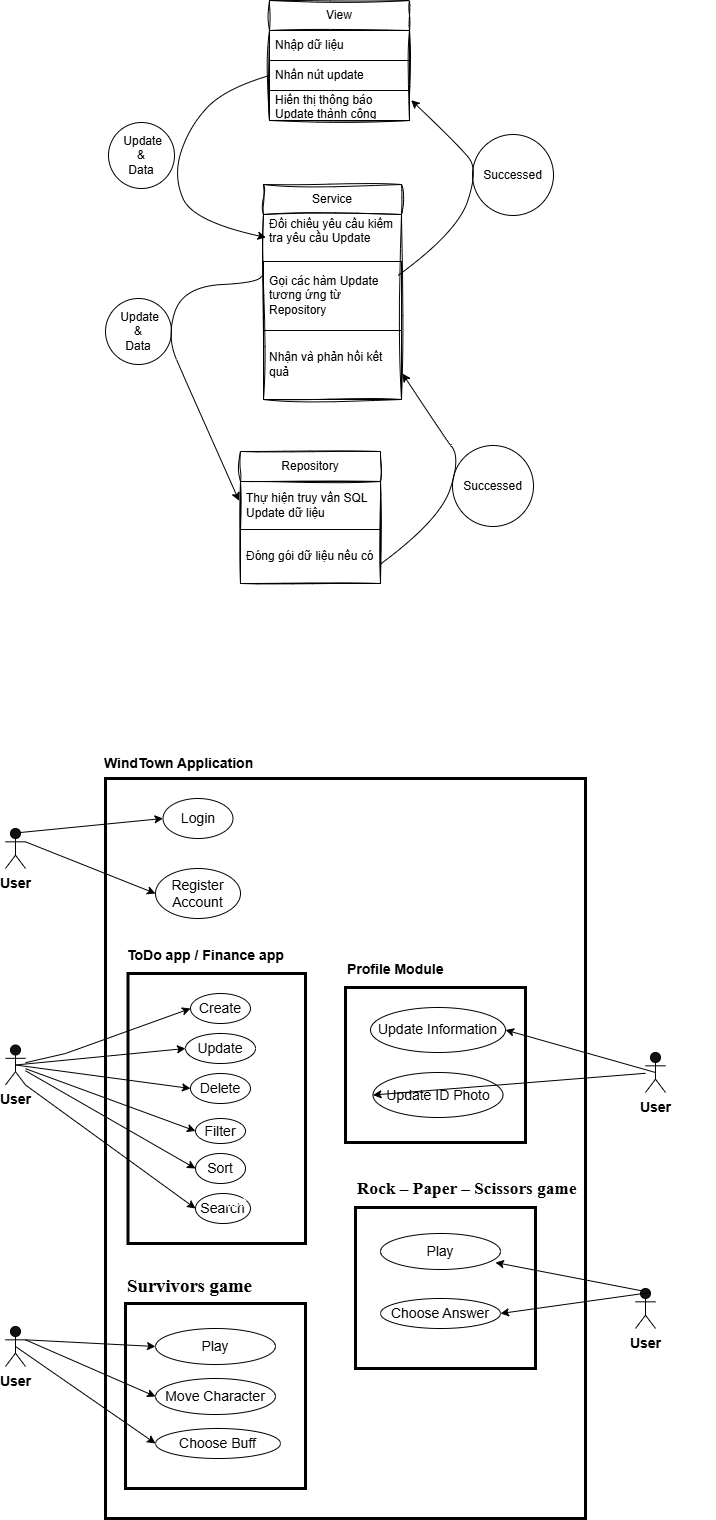 View
Nhập dữ liệu
Nhấn nút update
Hiển thị thông báo
Update thành công
Update
&
Data
Successed
Service
Đối chiếu yêu cầu kiểm
tra yêu cầu Update
Gọi các hàm Update
tương ứng từ
Repository
Update
&
Data
Nhận và phản hồi kết
quả
Repository
Successed
Thự hiện truy vấn SQL
Update dữ liệu
Đóng gói dữ liệu nếu có
WindTown Application
Login
User
Register
Account
ToDo app / Finance app
Profile Module
Create
Update Information
Update
User
Delete
Update ID Photo
User
Filter
Sort
Search
Rock – Paper – Scissors game
Play
Choose Answer
User
Survivors game
Play
User
Move Character
Choose Buff